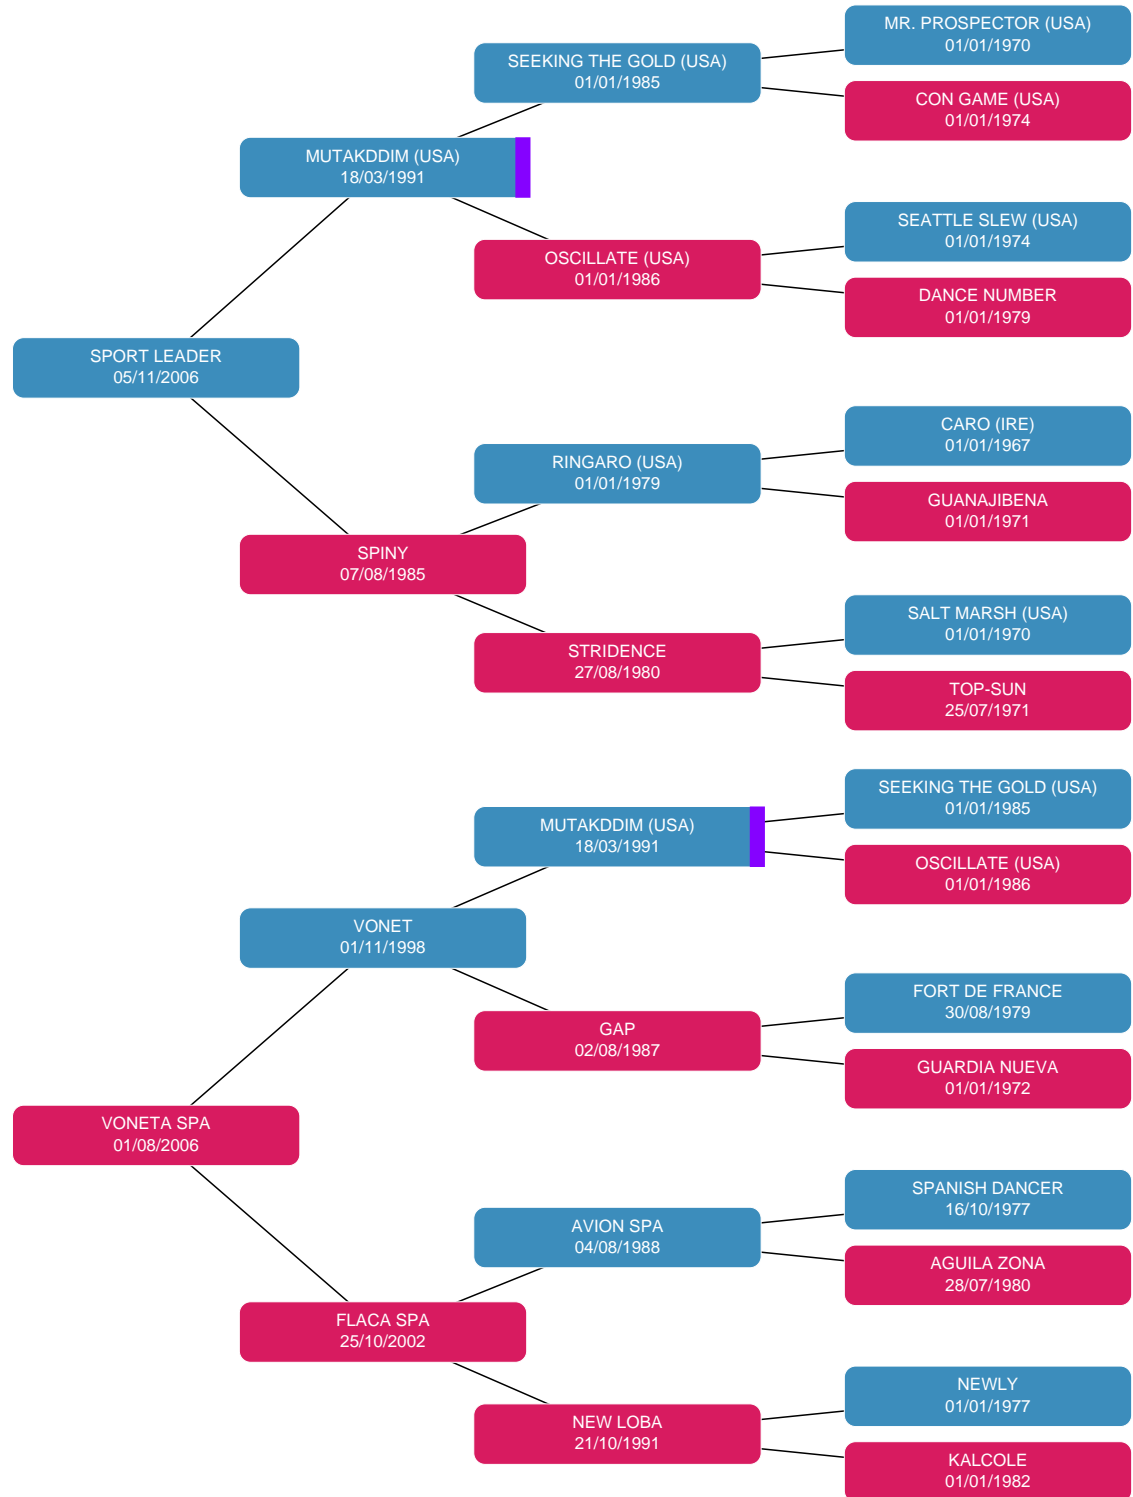 MR. PROSPECTOR (USA)
01/01/1970
SEEKING THE GOLD (USA)
01/01/1985
CON GAME (USA)
01/01/1974
MUTAKDDIM (USA)
18/03/1991
SEATTLE SLEW (USA)
01/01/1974
OSCILLATE (USA)
01/01/1986
DANCE NUMBER
01/01/1979
SPORT LEADER
05/11/2006
CARO (IRE)
01/01/1967
RINGARO (USA)
01/01/1979
GUANAJIBENA
01/01/1971
SPINY
07/08/1985
SALT MARSH (USA)
01/01/1970
STRIDENCE
27/08/1980
TOP-SUN
25/07/1971
SEEKING THE GOLD (USA)
01/01/1985
MUTAKDDIM (USA)
18/03/1991
OSCILLATE (USA)
01/01/1986
VONET
01/11/1998
FORT DE FRANCE
30/08/1979
GAP
02/08/1987
GUARDIA NUEVA
01/01/1972
VONETA SPA
01/08/2006
SPANISH DANCER
16/10/1977
AVION SPA
04/08/1988
AGUILA ZONA
28/07/1980
FLACA SPA
25/10/2002
NEWLY
01/01/1977
NEW LOBA
21/10/1991
KALCOLE
01/01/1982